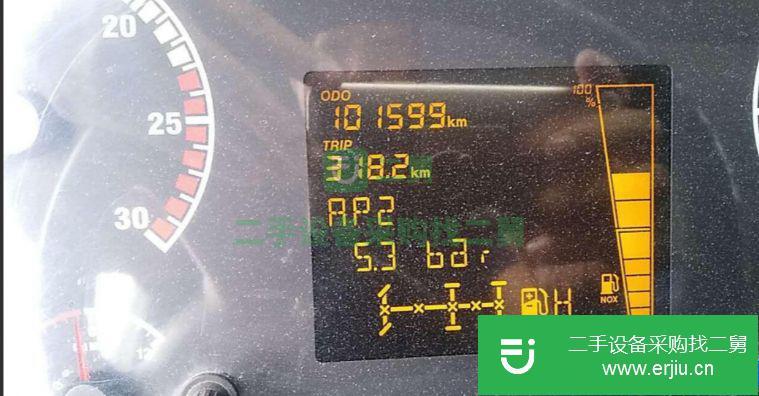 20
25
30
ODO
101599km
TRIP
318.2km
AP2
5.3 bar
100
%
NOX
H
12
二手设备采购找二舅
二手设备采购找二舅
www.erjiu.cn